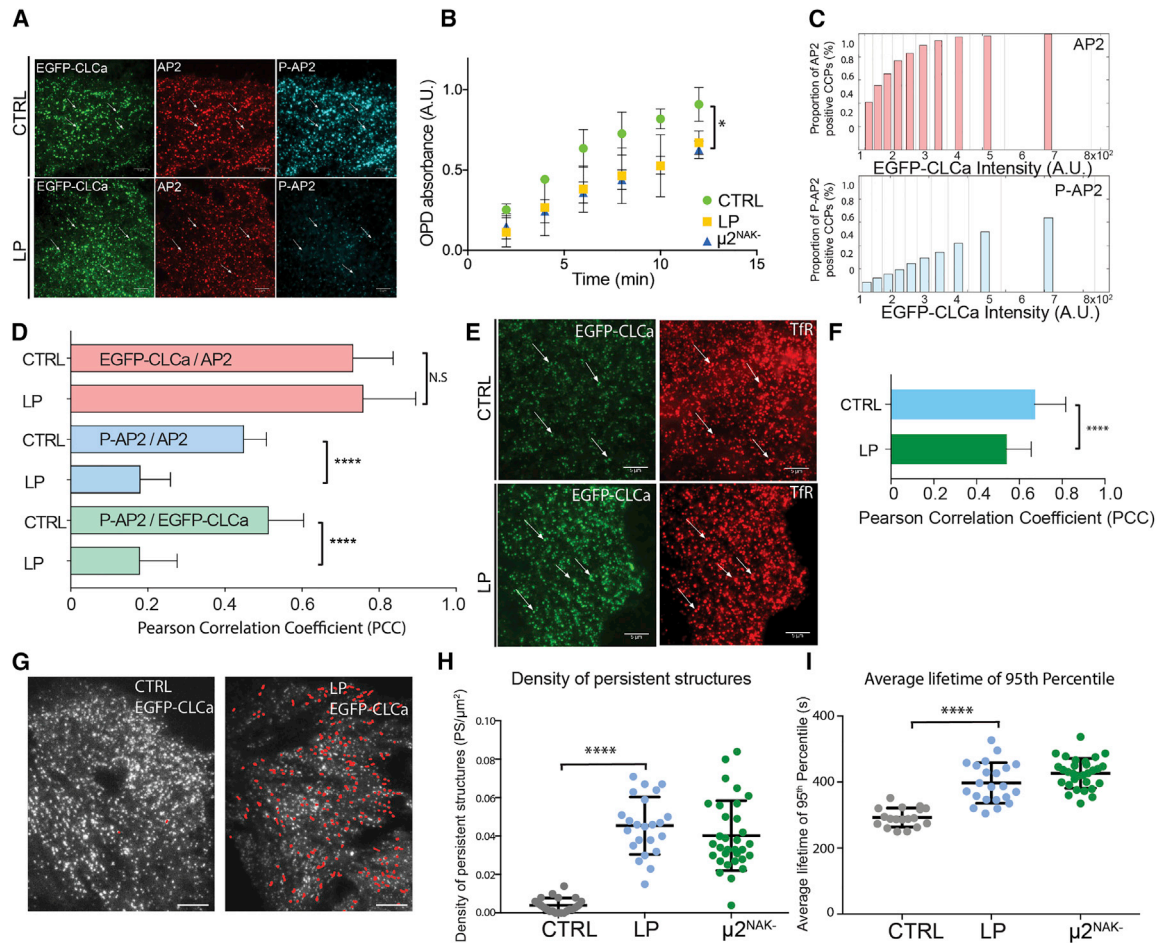 A
EGFP-CLCa
AP2
P-AP2
CTRL
EGFP-CLCa
AP2
P-AP2
LP
B
OPD absorbance (A.U.)
1.0
0.5
0.0
0
5
10
15
Time (min)
*
CTRL
LP
μ2NAK-
C
Proportion of AP2
positive CCPs (%)
1.0
0.8
0.6
0.4
0.2
0
AP2
1 2 3 4 5 6 7 8x10²
EGFP-CLCa Intensity (A.U.)
Proportion of P-AP2
positive CCPs (%)
1.0
0.8
0.6
0.4
0.2
0
P-AP2
1 2 3 4 5 6 7 8x10²
EGFP-CLCa Intensity (A.U.)
D
CTRL
EGFP-CLCa / AP2
N.S
LP
CTRL
P-AP2 / AP2
****
LP
CTRL
P-AP2 / EGFP-CLCa
****
LP
0 0.2 0.4 0.6 0.8 1.0
Pearson Correlation Coefficient (PCC)
E
EGFP-CLCa
TfR
CTRL
5 μm
5 μm
EGFP-CLCa
TfR
LP
5 μm
5 μm
F
CTRL
LP
****
0 0.2 0.4 0.6 0.8 1.0
Pearson Correlation Coefficient (PCC)
G
CTRL
EGFP-CLCa
LP
EGFP-CLCa
H
Density of persistent structures
Density of persistent structures (PS/μm²)
0.10
0.08
0.06
0.04
0.02
0.00
****
CTRL
LP
μ2NAK-
I
Average lifetime of 95th Percentile
Average lifetime of 95th Percentile (s)
400
200
0
****
CTRL
LP
μ2NAK-